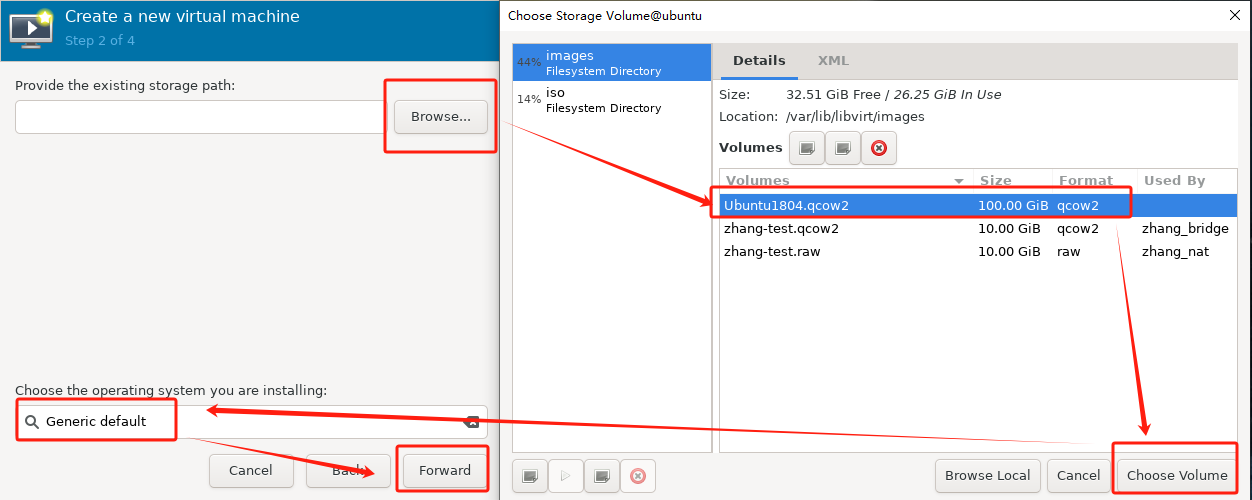 Create a new virtual machine
Step 2 of 4
Provide the existing storage path:
Browse...
Choose the operating system you are installing:
Generic default
Cancel
Back
Forward
Choose Storage Volume@ubuntu
44% images
Filesystem Directory
14% iso
Filesystem Directory
Details XML
Size: 32.51 GiB Free / 26.25 GiB In Use
Location: /var/lib/libvirt/images
Volumes
Volumes Size Format Used By
Ubuntu1804.qcow2 100.00 GiB qcow2
zhang-test.qcow2 10.00 GiB qcow2 zhang_bridge
zhang-test.raw 10.00 GiB raw zhang_nat
Browse Local Cancel Choose Volume